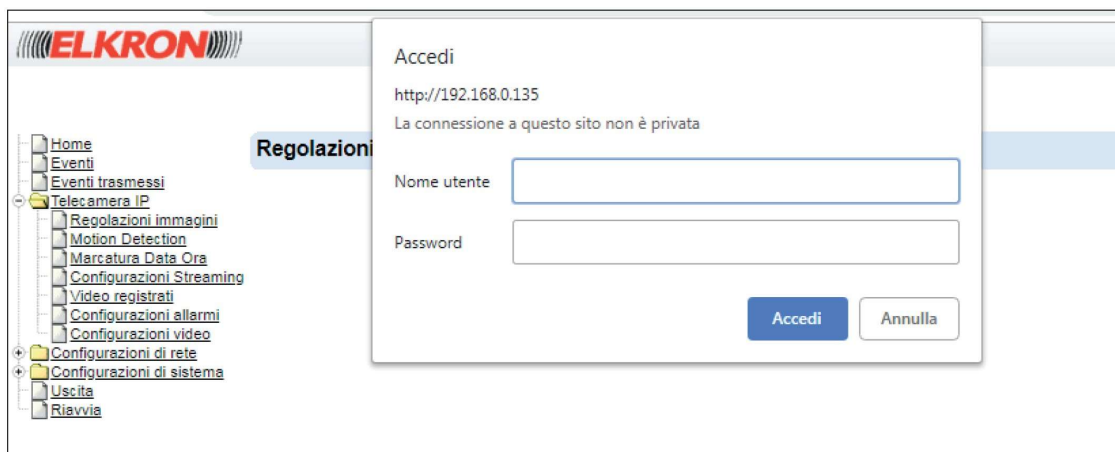 ELKRON
Accedi
http://192.168.0.135
La connessione a questo sito non è privata
Nome utente
Password
Accedi
Annulla
Regolazioni
Home
Eventi
Eventi trasmessi
Telecamera IP
Regolazioni immagini
Motion Detection
Marcatura Data Ora
Configurazioni Streaming
Video registrati
Configurazioni allarmi
Configurazioni video
Configurazioni di rete
Configurazioni di sistema
Uscita
Riavvia